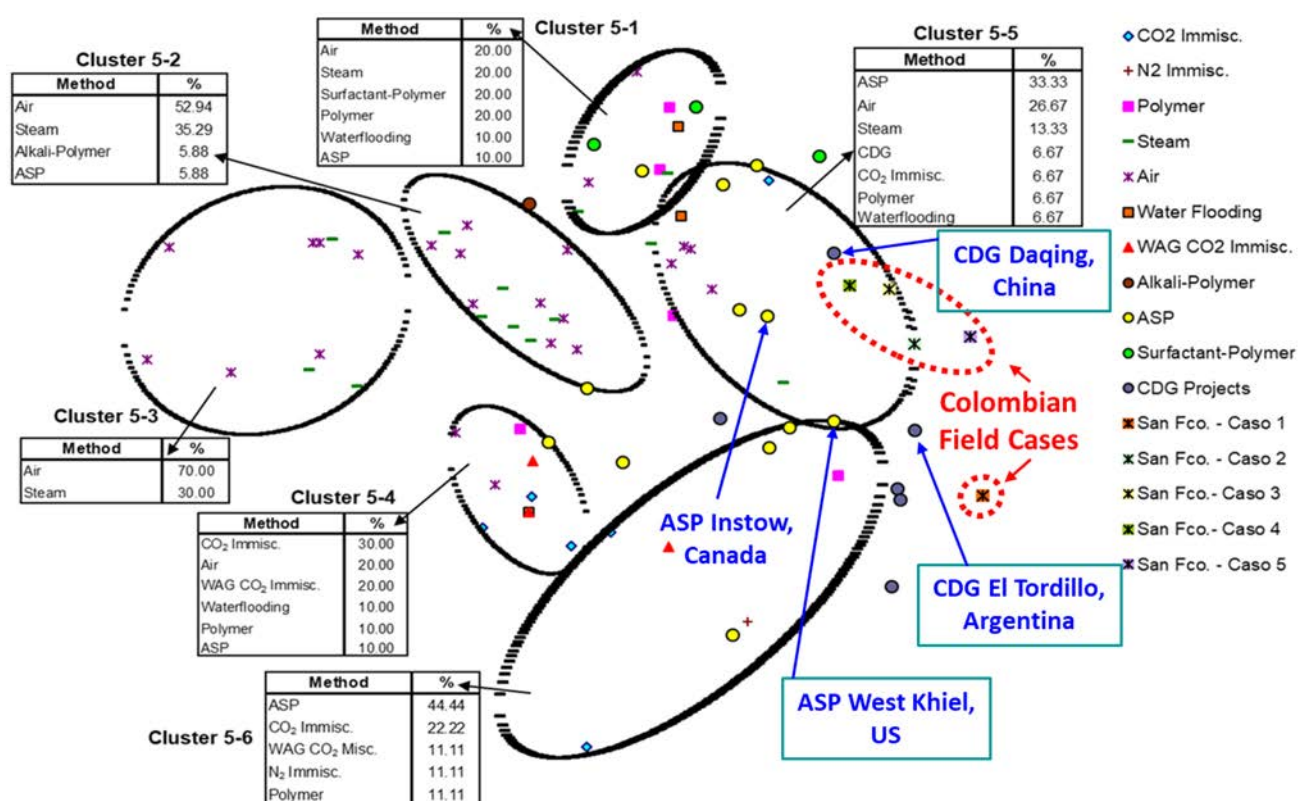 Cluster 5-1
Method %
Air 20.00
Steam 20.00
Surfactant-Polymer 20.00
Polymer 20.00
Waterflooding 10.00
ASP 10.00
Cluster 5-2
Method %
Air 52.94
Steam 35.29
Alkali-Polymer 5.88
ASP 5.88
Cluster 5-5
Method %
ASP 33.33
Air 26.67
Steam 13.33
CDG 6.67
CO₂ Immisc. 6.67
Polymer 6.67
Waterflooding 6.67
CDG Daqing,
China
Colombian
Field Cases
Cluster 5-3
Method %
Air 70.00
Steam 30.00
Cluster 5-4
Method %
CO₂ Immisc. 30.00
Air 20.00
WAG CO₂ Immisc. 20.00
Waterflooding 10.00
Polymer 10.00
ASP 10.00
ASP Instow,
Canada
CDG El Tordillo,
Argentina
ASP West Khiel,
US
Cluster 5-6
Method %
ASP 44.44
CO₂ Immisc. 22.22
WAG CO₂ Misc. 11.11
N₂ Immisc. 11.11
Polymer 11.11
CO2 Immisc.
N2 Immisc.
Polymer
Steam
Air
Water Flooding
WAG CO2 Immisc.
Alkali-Polymer
ASP
Surfactant-Polymer
CDG Projects
San Fco. - Caso 1
San Fco. - Caso 2
San Fco.- Caso 3
San Fco.- Caso 4
San Fco. - Caso 5